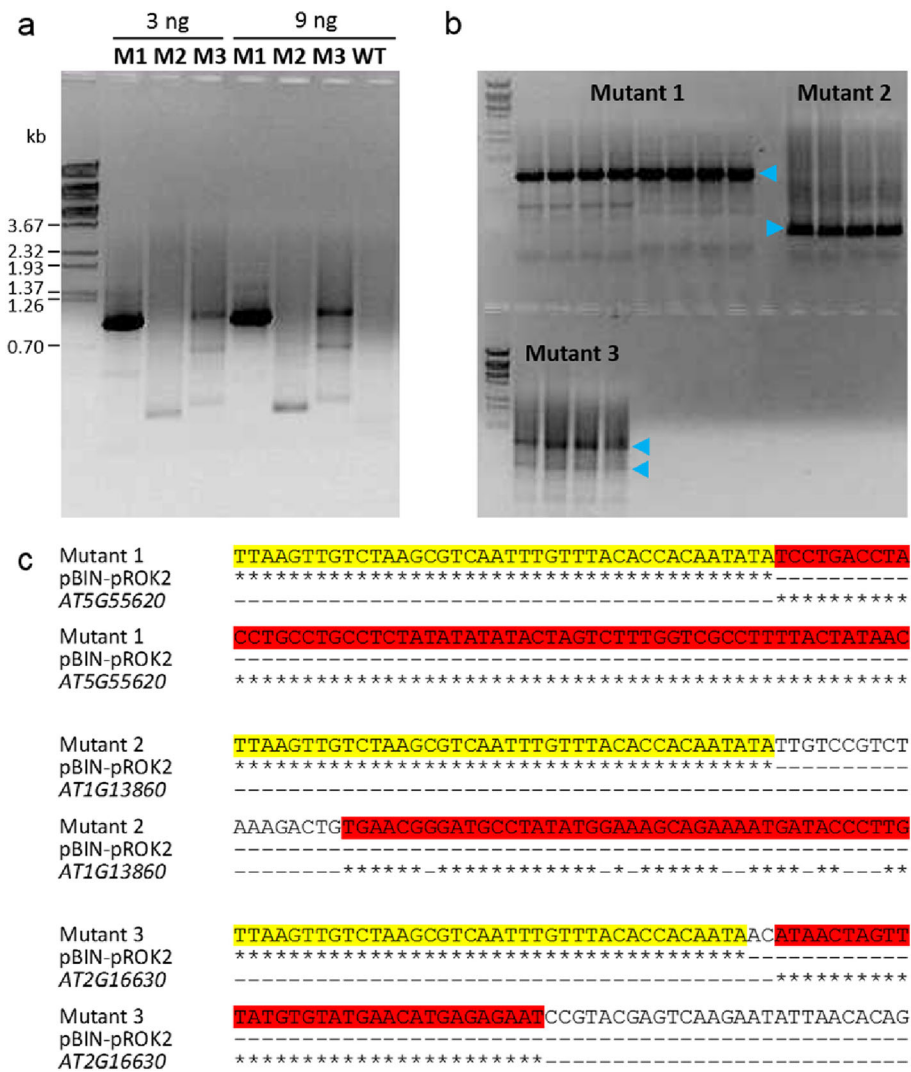 a
3 ng 9 ng
M1 M2 M3 M1 M2 M3 WT
kb
3.67
2.32
1.93
1.37
1.26
0.70
b
Mutant 1
Mutant 2
Mutant 3
c
Mutant 1 TTAAGTTGTCTAAGCGTCAATTTGTTTACACCACAATATATCCTGACCTA
pBIN-pROK2 ****************************************----------
AT5G55620 ----------------------------------------**********
Mutant 1 CCTGCCTGCCTCTATATATATACTAGTCTTTGGTCGCCTTTTACTATAAC
pBIN-pROK2 --------------------------------------------------
AT5G55620 **************************************************
Mutant 2 TTAAGTTGTCTAAGCGTCAATTTGTTTACACCACAATATATTGTCCGTCT
pBIN-pROK2 ****************************************----------
AT1G13860 --------------------------------------------------
Mutant 2 AAAGACTGTGAACGGGATGCCTATATGGAAAGCAGAAAATGATACCCTTG
pBIN-pROK2 --------------------------------------------------
AT1G13860 --------******-************-*-******--****-**---**
Mutant 3 TTAAGTTGTCTAAGCGTCAATTTGTTTACACCACAATAACATAACTAGTT
pBIN-pROK2 **************************************------------
AT2G16630 ----------------------------------------**********
Mutant 3 TATGTGTATGAACATGAGAGAATCCGTACGAGTCAAGAATATTAACACAG
pBIN-pROK2 --------------------------------------------------
AT2G16630 ***********************---------------------------